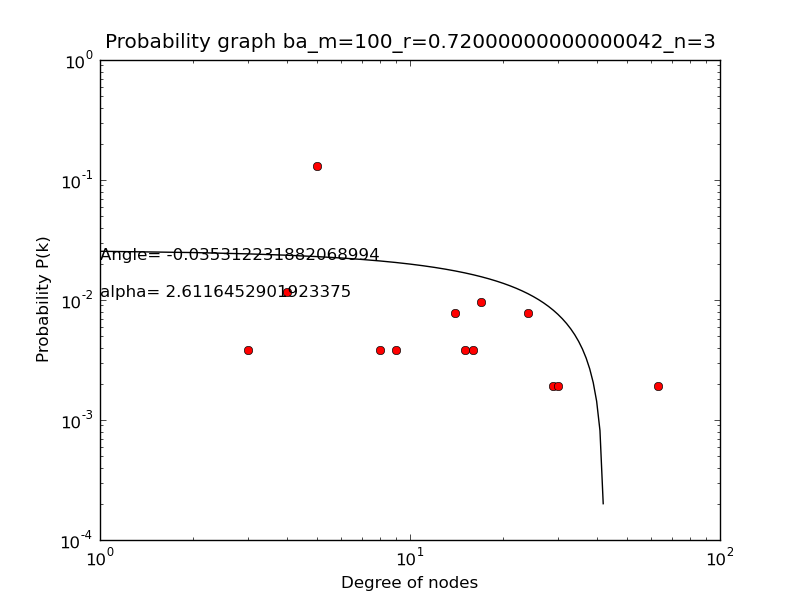 Probability graph ba_m=100_r=0.72000000000000042_n=3
10^0
10^-1
10^-2
10^-3
10^-4
Probability P(k)
Angle= -0.035312231882068994
alpha= 2.6116452901923375
10^0 10^1 10^2
Degree of nodes